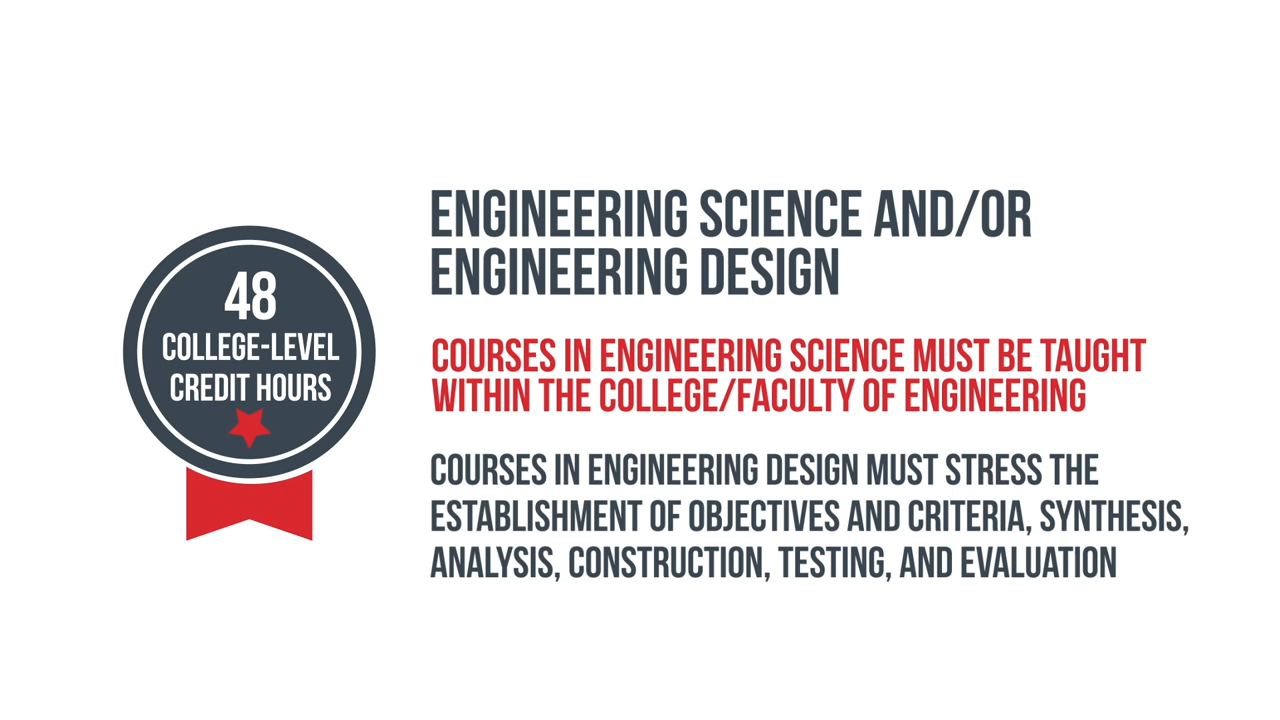 48
COLLEGE-LEVEL
CREDIT HOURS
ENGINEERING SCIENCE AND/OR
ENGINEERING DESIGN
COURSES IN ENGINEERING SCIENCE MUST BE TAUGHT
WITHIN THE COLLEGE/FACULTY OF ENGINEERING
COURSES IN ENGINEERING DESIGN MUST STRESS THE
ESTABLISHMENT OF OBJECTIVES AND CRITERIA, SYNTHESIS,
ANALYSIS, CONSTRUCTION, TESTING, AND EVALUATION